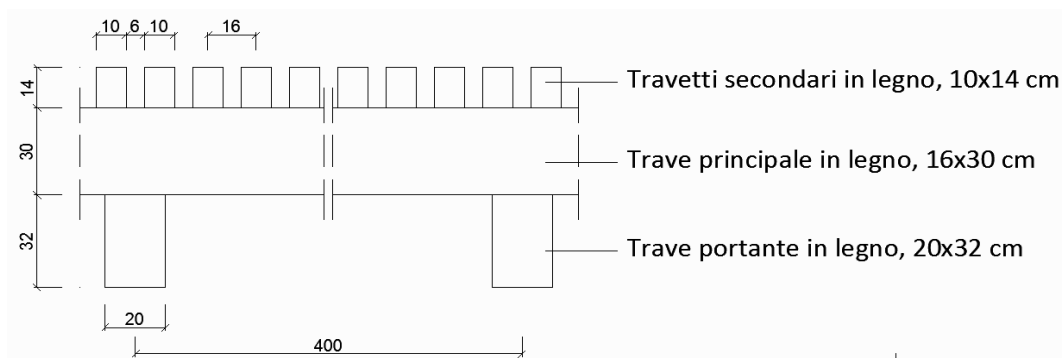 10 6 10 16
14
Travetti secondari in legno, 10x14 cm
30
Trave principale in legno, 16x30 cm
32
Trave portante in legno, 20x32 cm
20
400